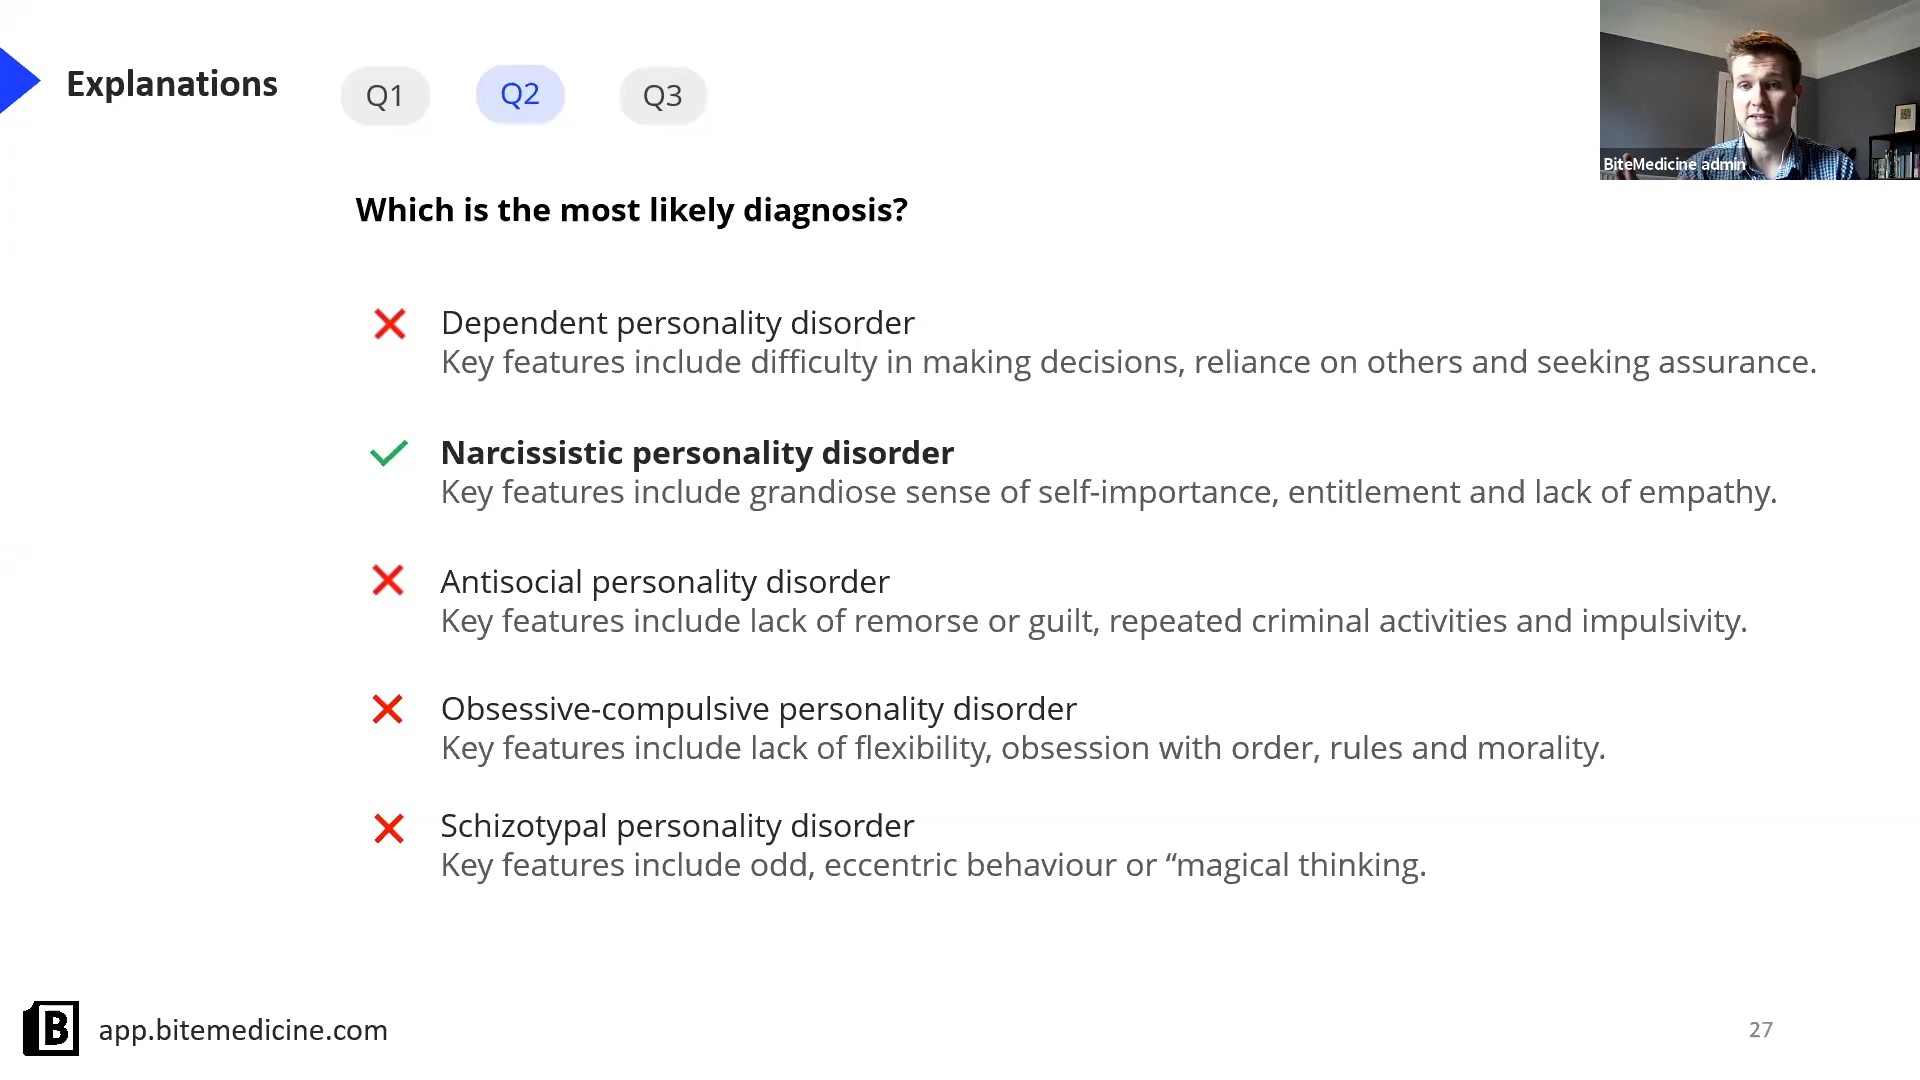 Explanations
Q1
Q2
Q3
BiteMedicine admin
Which is the most likely diagnosis?
Dependent personality disorder
Key features include difficulty in making decisions, reliance on others and seeking assurance.
Narcissistic personality disorder
Key features include grandiose sense of self-importance, entitlement and lack of empathy.
Antisocial personality disorder
Key features include lack of remorse or guilt, repeated criminal activities and impulsivity.
Obsessive-compulsive personality disorder
Key features include lack of flexibility, obsession with order, rules and morality.
Schizotypal personality disorder
Key features include odd, eccentric behaviour or “magical thinking.
B
app.bitemedicine.com
27